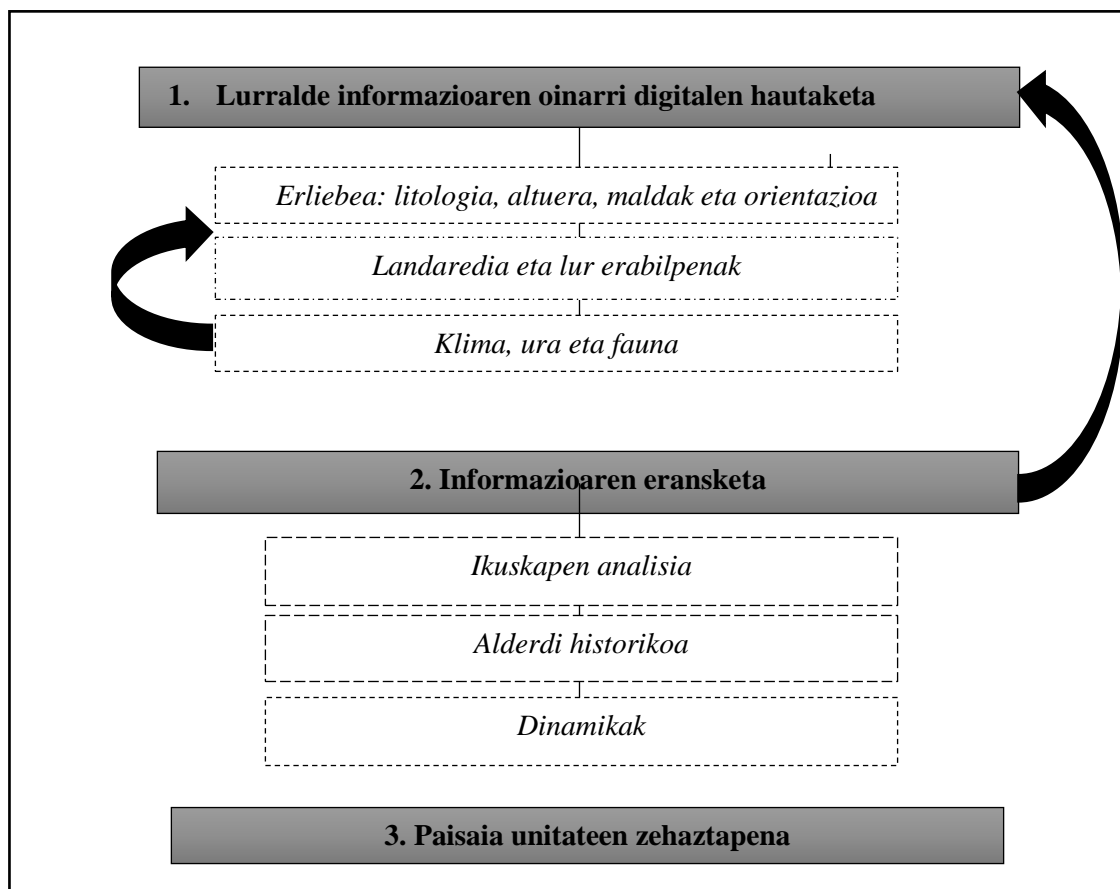 1. Lurralde informazioaren oinarri digitalen hautaketa
Erliebea: litologia, altuera, maldak eta orientazioa
Landaredia eta lur erabilpenak
Klima, ura eta fauna
2. Informazioaren eransketa
Ikuskapen analisia
Alderdi historikoa
Dinamikak
3. Paisaia unitateen zehaztapena